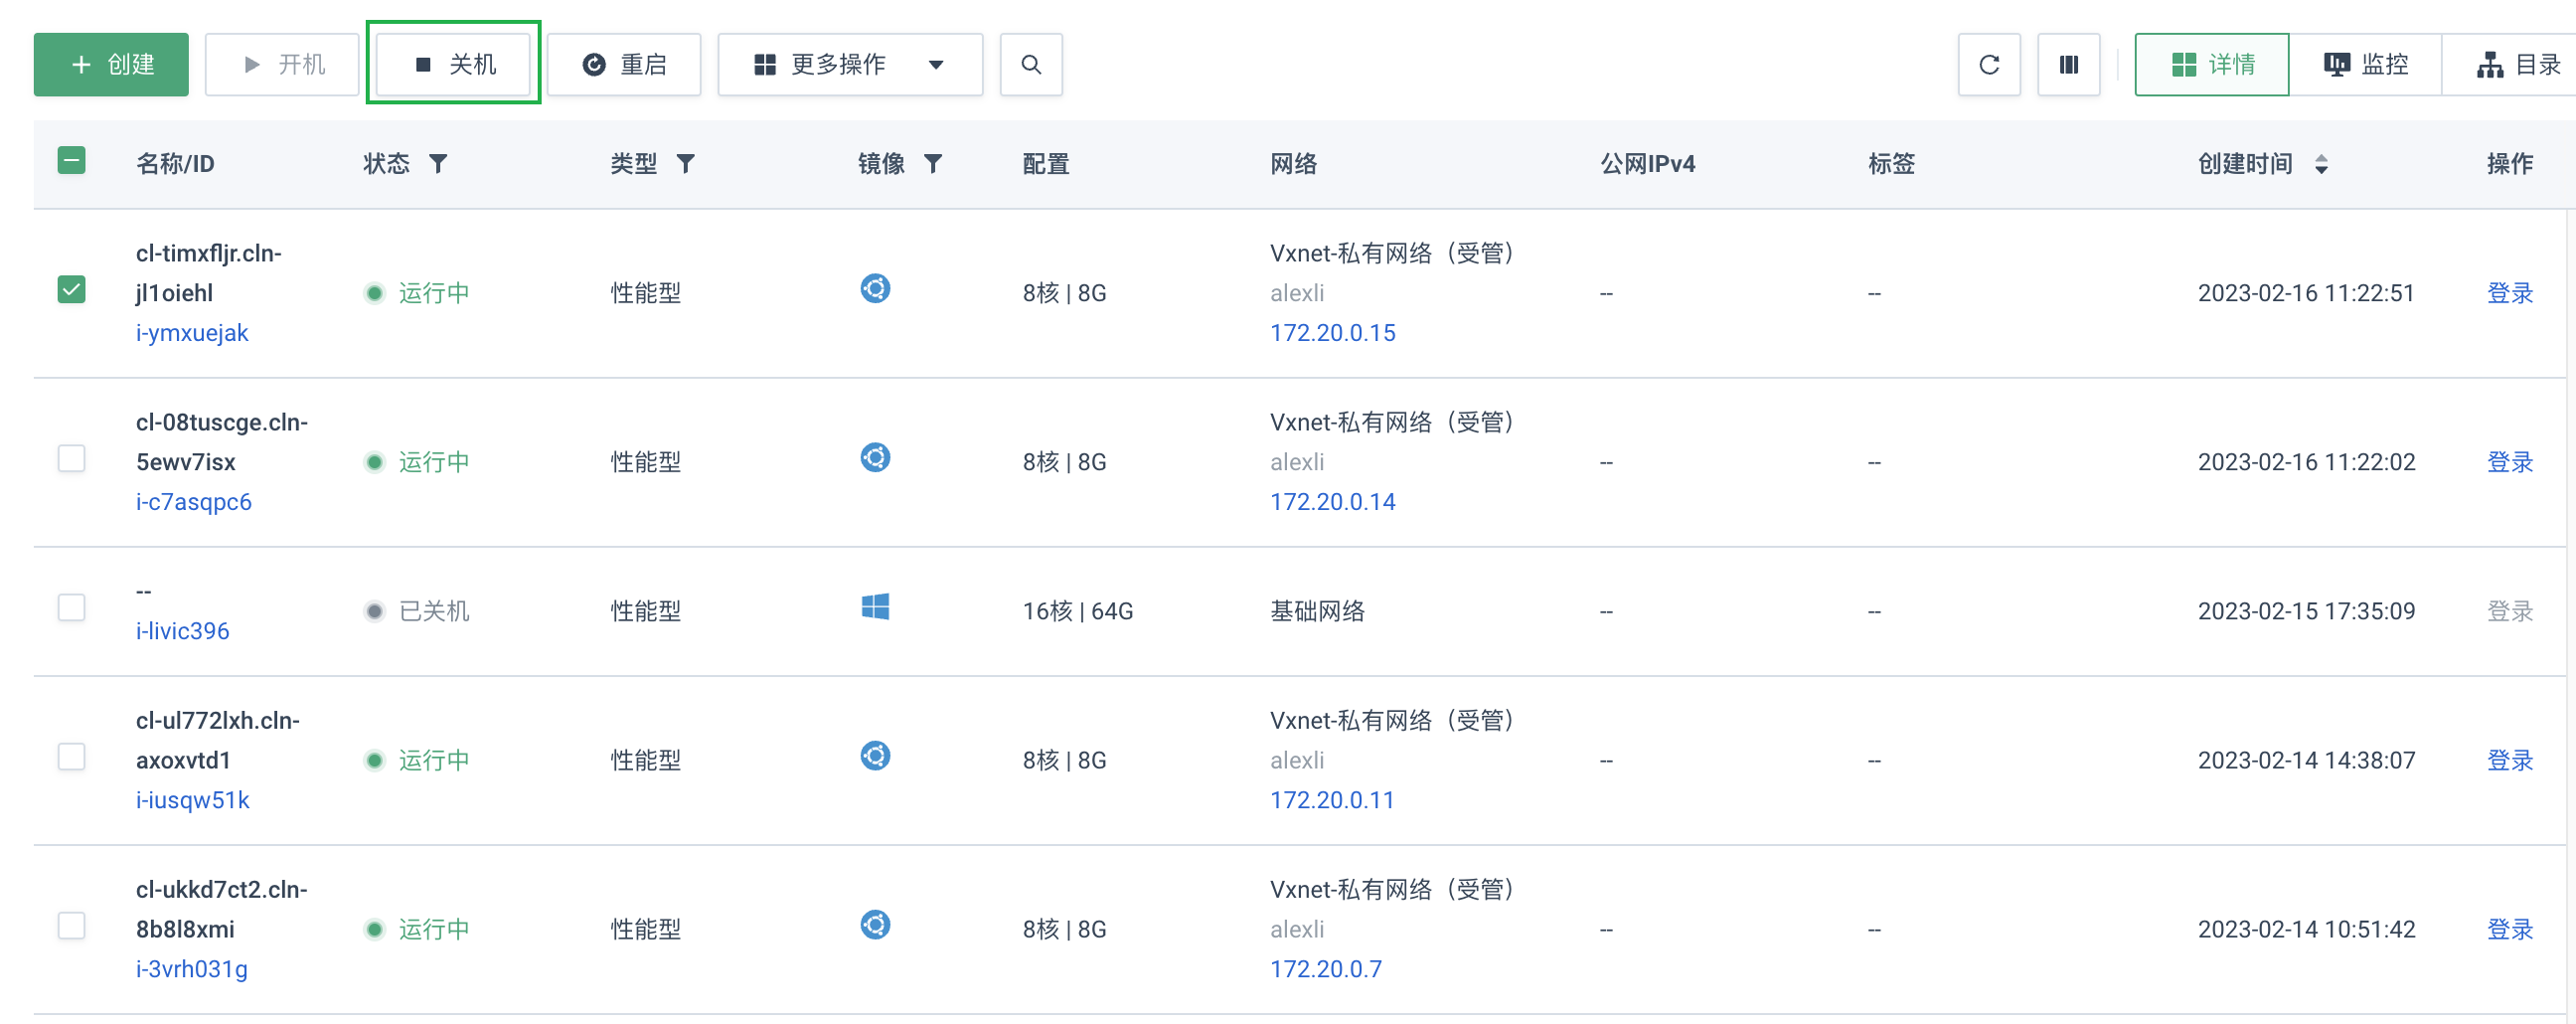 创建 开机 关机 重启 更多操作 详情 监控 目录
名称/ID 状态 类型 镜像 配置 网络 公网IPv4 标签 创建时间 操作
cl-timxfljr.cln-
jl1oiehl
i-ymxuejak
运行中 性能型 8核 | 8G
Vxnet-私有网络（受管）
alexli
172.20.0.15
-- -- 2023-02-16 11:22:51 登录
cl-08tuscge.cln-
5ewv7isx
i-c7asqpc6
运行中 性能型 8核 | 8G
Vxnet-私有网络（受管）
alexli
172.20.0.14
-- -- 2023-02-16 11:22:02 登录
--
i-livic396
已关机 性能型 16核 | 64G 基础网络 -- -- 2023-02-15 17:35:09 登录
cl-ul772lxh.cln-
axoxvtd1
i-iusqw51k
运行中 性能型 8核 | 8G
Vxnet-私有网络（受管）
alexli
172.20.0.11
-- -- 2023-02-14 14:38:07 登录
cl-ukkd7ct2.cln-
8b8l8xmi
i-3vrh031g
运行中 性能型 8核 | 8G
Vxnet-私有网络（受管）
alexli
172.20.0.7
-- -- 2023-02-14 10:51:42 登录